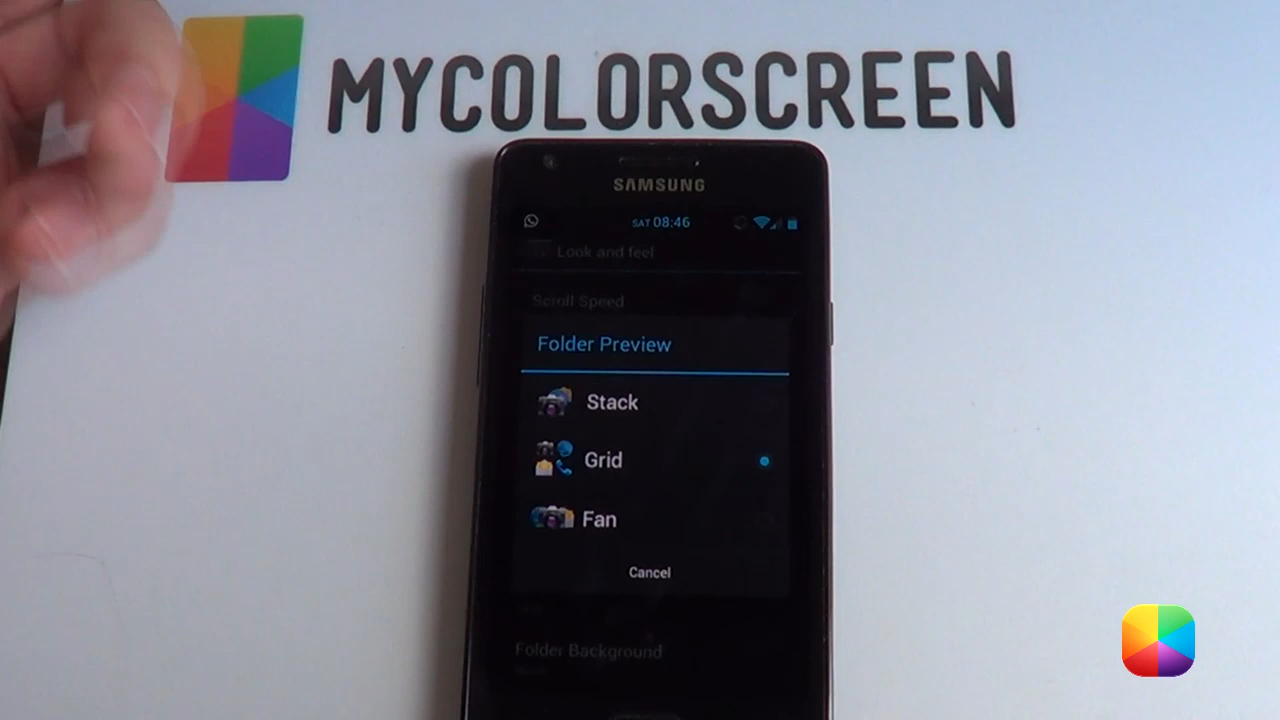 MYCOLORSCREEN
SAMSUNG
SAT 08:46
Look and feel
Scroll Speed
Folder Preview
Stack
Grid
Fan
Cancel
Folder Background